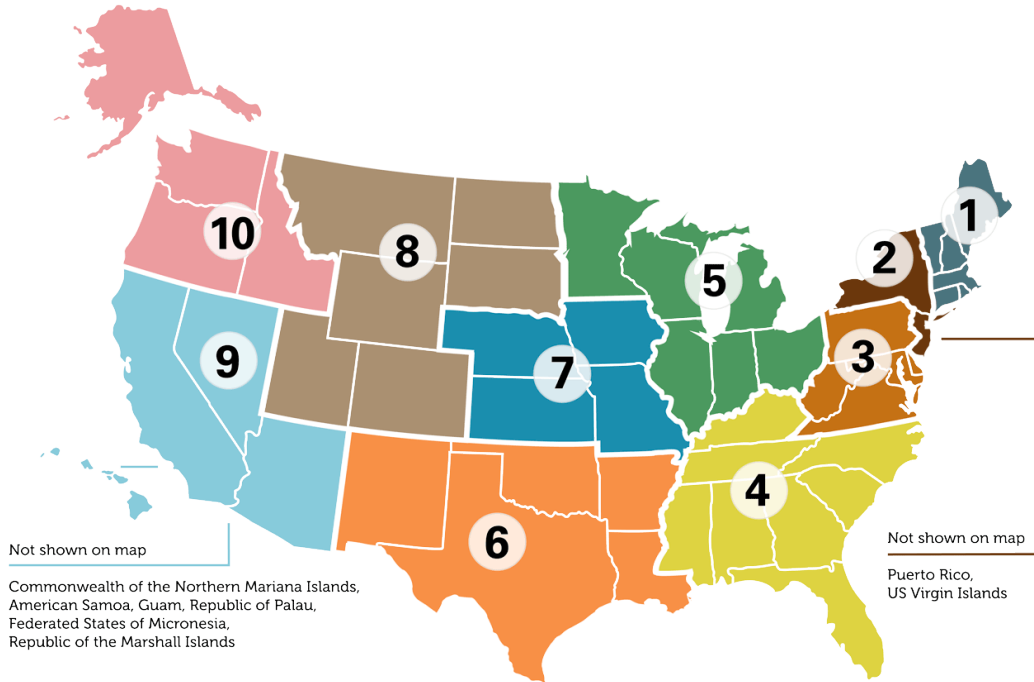 1
2
10
8
5
3
9
7
4
6
Not shown on map
Commonwealth of the Northern Mariana Islands,
American Samoa, Guam, Republic of Palau,
Federated States of Micronesia,
Republic of the Marshall Islands
Not shown on map
Puerto Rico,
US Virgin Islands